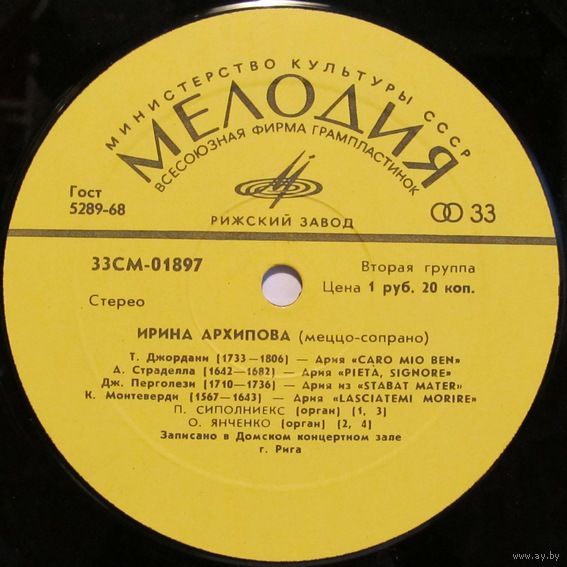 МИНИСТЕРСТВО КУЛЬТУРЫ СССР
МЕЛОДИЯ
ВСЕСОЮЗНАЯ ФИРМА ГРАМПЛАСТИНОК
Гост
5289-68
33
РИЖСКИЙ ЗАВОД
33СМ-01897
Вторая группа
Стерео
Цена 1 руб. 20 коп.
ИРИНА АРХИПОВА (меццо-сопрано)
Т. Джордани (1733—1806) — Ария «CARO MIO BEN»
А. Страделла (1642—1682) — Ария «PIETA, SIGNORE»
Дж. Перголези (1710—1736) — Ария из «STABAT MATER»
К. Монтеверди (1567—1643) — Ария «LASCIATEMI MORIRE»
П. СИПОЛНИЕКС (орган) (1, 3)
О. ЯНЧЕНКО (орган) (2, 4)
Записано в Домском концертном зале
г. Рига
www.ay.by